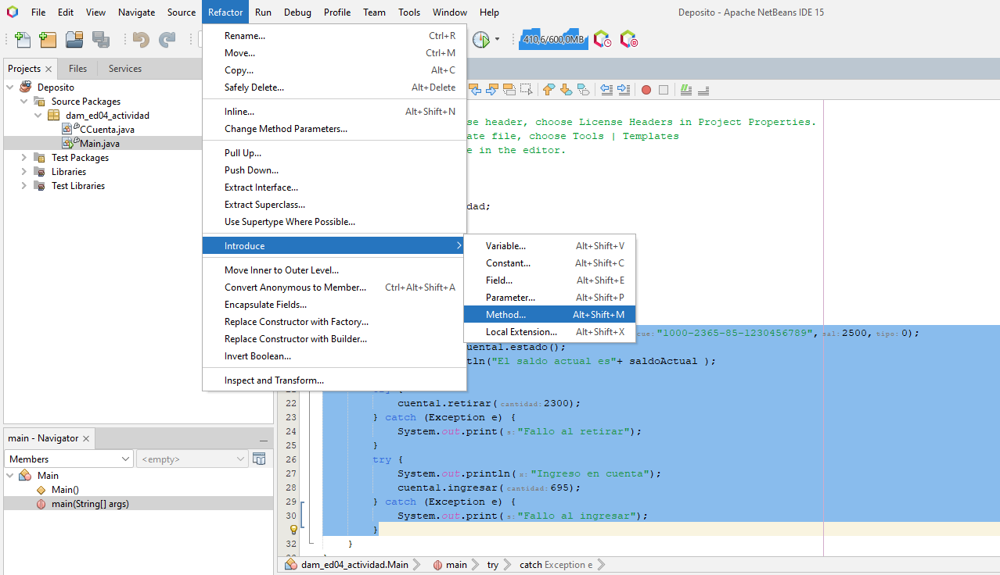 File Edit View Navigate Source Refactor Run Debug Profile Team Tools Window Help
Deposito - Apache NetBeans IDE 15
410,6/600,0MB
Projects
Files
Services
Deposito
Source Packages
dam_ed04_actividad
CCuenta.java
Main.java
Test Packages
Libraries
Test Libraries
Rename... Ctrl+R
Move... Ctrl+M
Copy... Alt+C
Safely Delete... Alt+Delete
Inline... Alt+Shift+N
Change Method Parameters...
Pull Up...
Push Down...
Extract Interface...
Extract Superclass...
Use Supertype Where Possible...
Introduce
Move Inner to Outer Level...
Convert Anonymous to Member... Ctrl+Alt+Shift+A
Encapsulate Fields...
Replace Constructor with Factory...
Replace Constructor with Builder...
Invert Boolean...
Inspect and Transform...
Variable... Alt+Shift+V
Constant... Alt+Shift+C
Field... Alt+Shift+E
Parameter... Alt+Shift+P
Method... Alt+Shift+M
Local Extension... Alt+Shift+X
se header, choose License Headers in Project Properties.
ate file, choose Tools | Templates
e in the editor.
dad;
cue: "1000-2365-85-1230456789", sal: 2500, tipo: 0);
uental.estado();
tln("El saldo actual es"+ saldoActual );
22 cuental.retirar( cantidad: 2300);
23 } catch (Exception e) {
24 System.out.print( s: "Fallo al retirar");
25 }
26 try {
27 System.out.println( x: "Ingreso en cuenta");
28 cuental.ingresar( cantidad: 695);
29 } catch (Exception e) {
30 System.out.print( s: "Fallo al ingresar");
}
32 }
main - Navigator
Members
<empty>
Main
Main()
main(String[] args)
dam_ed04_actividad.Main
main
try
catch Exception e